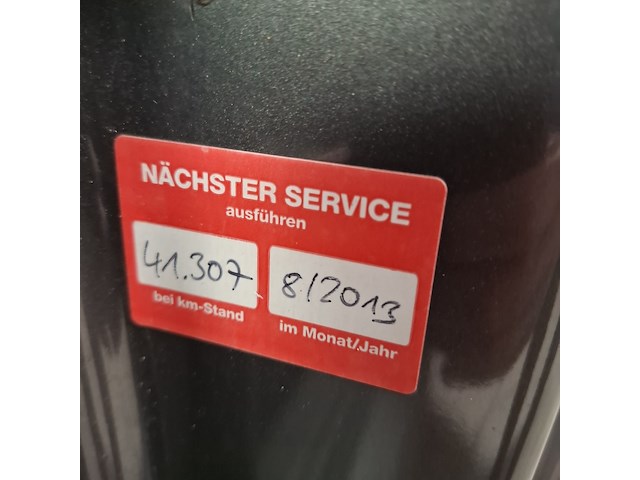 NÄCHSTER SERVICE
ausführen
41.307
bei km-Stand
8/2013
im Monat/Jahr